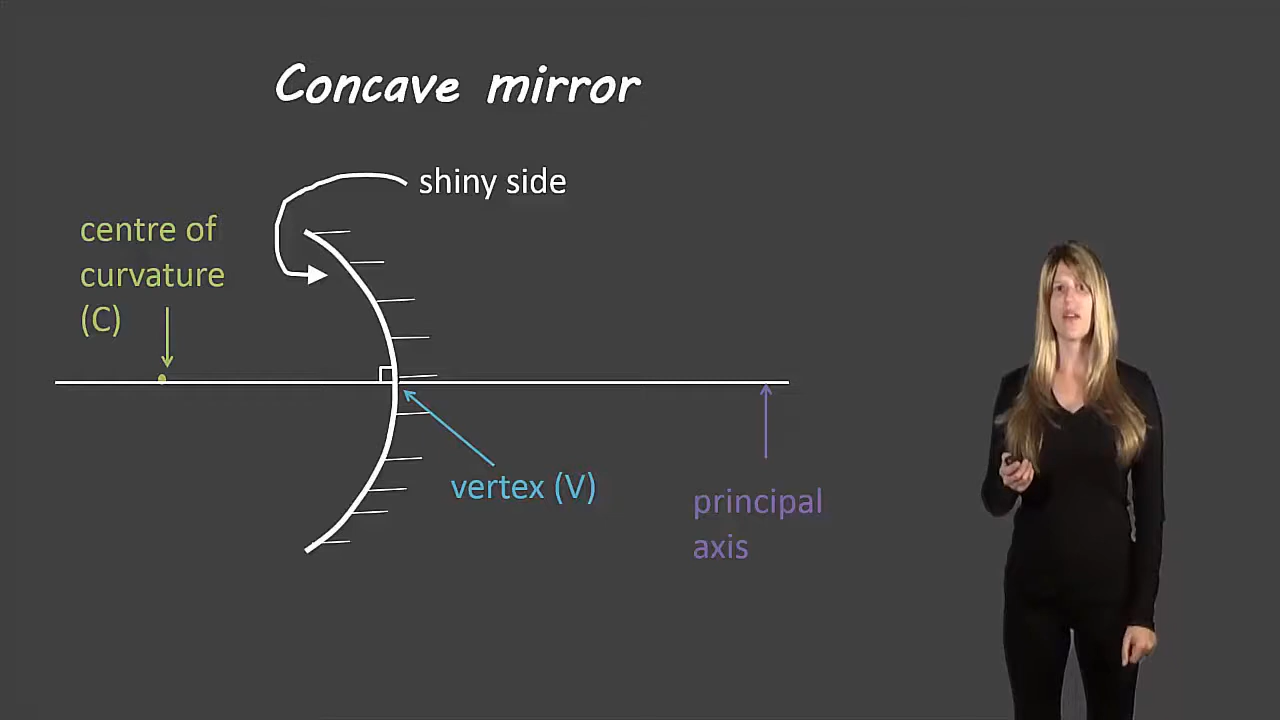 Concave mirror
shiny side
centre of
curvature
(C)
vertex (V)
principal
axis